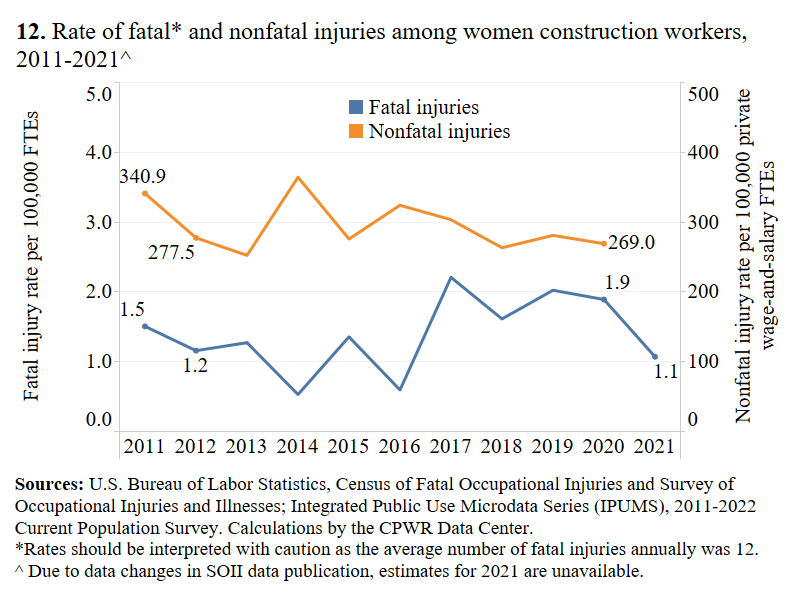 12. Rate of fatal* and nonfatal injuries among women construction workers,
2011-2021^
Fatal injury rate per 100,000 FTEs
5.0
4.0
3.0
2.0
1.0
0.0
Fatal injuries
Nonfatal injuries
340.9
277.5
269.0
1.5
1.2
1.9
1.1
500
400
300
200
100
0
Nonfatal injury rate per 100,000 private
wage-and-salary FTEs
2011 2012 2013 2014 2015 2016 2017 2018 2019 2020 2021
Sources: U.S. Bureau of Labor Statistics, Census of Fatal Occupational Injuries and Survey of
Occupational Injuries and Illnesses; Integrated Public Use Microdata Series (IPUMS), 2011-2022
Current Population Survey. Calculations by the CPWR Data Center.
*Rates should be interpreted with caution as the average number of fatal injuries annually was 12.
^ Due to data changes in SOII data publication, estimates for 2021 are unavailable.